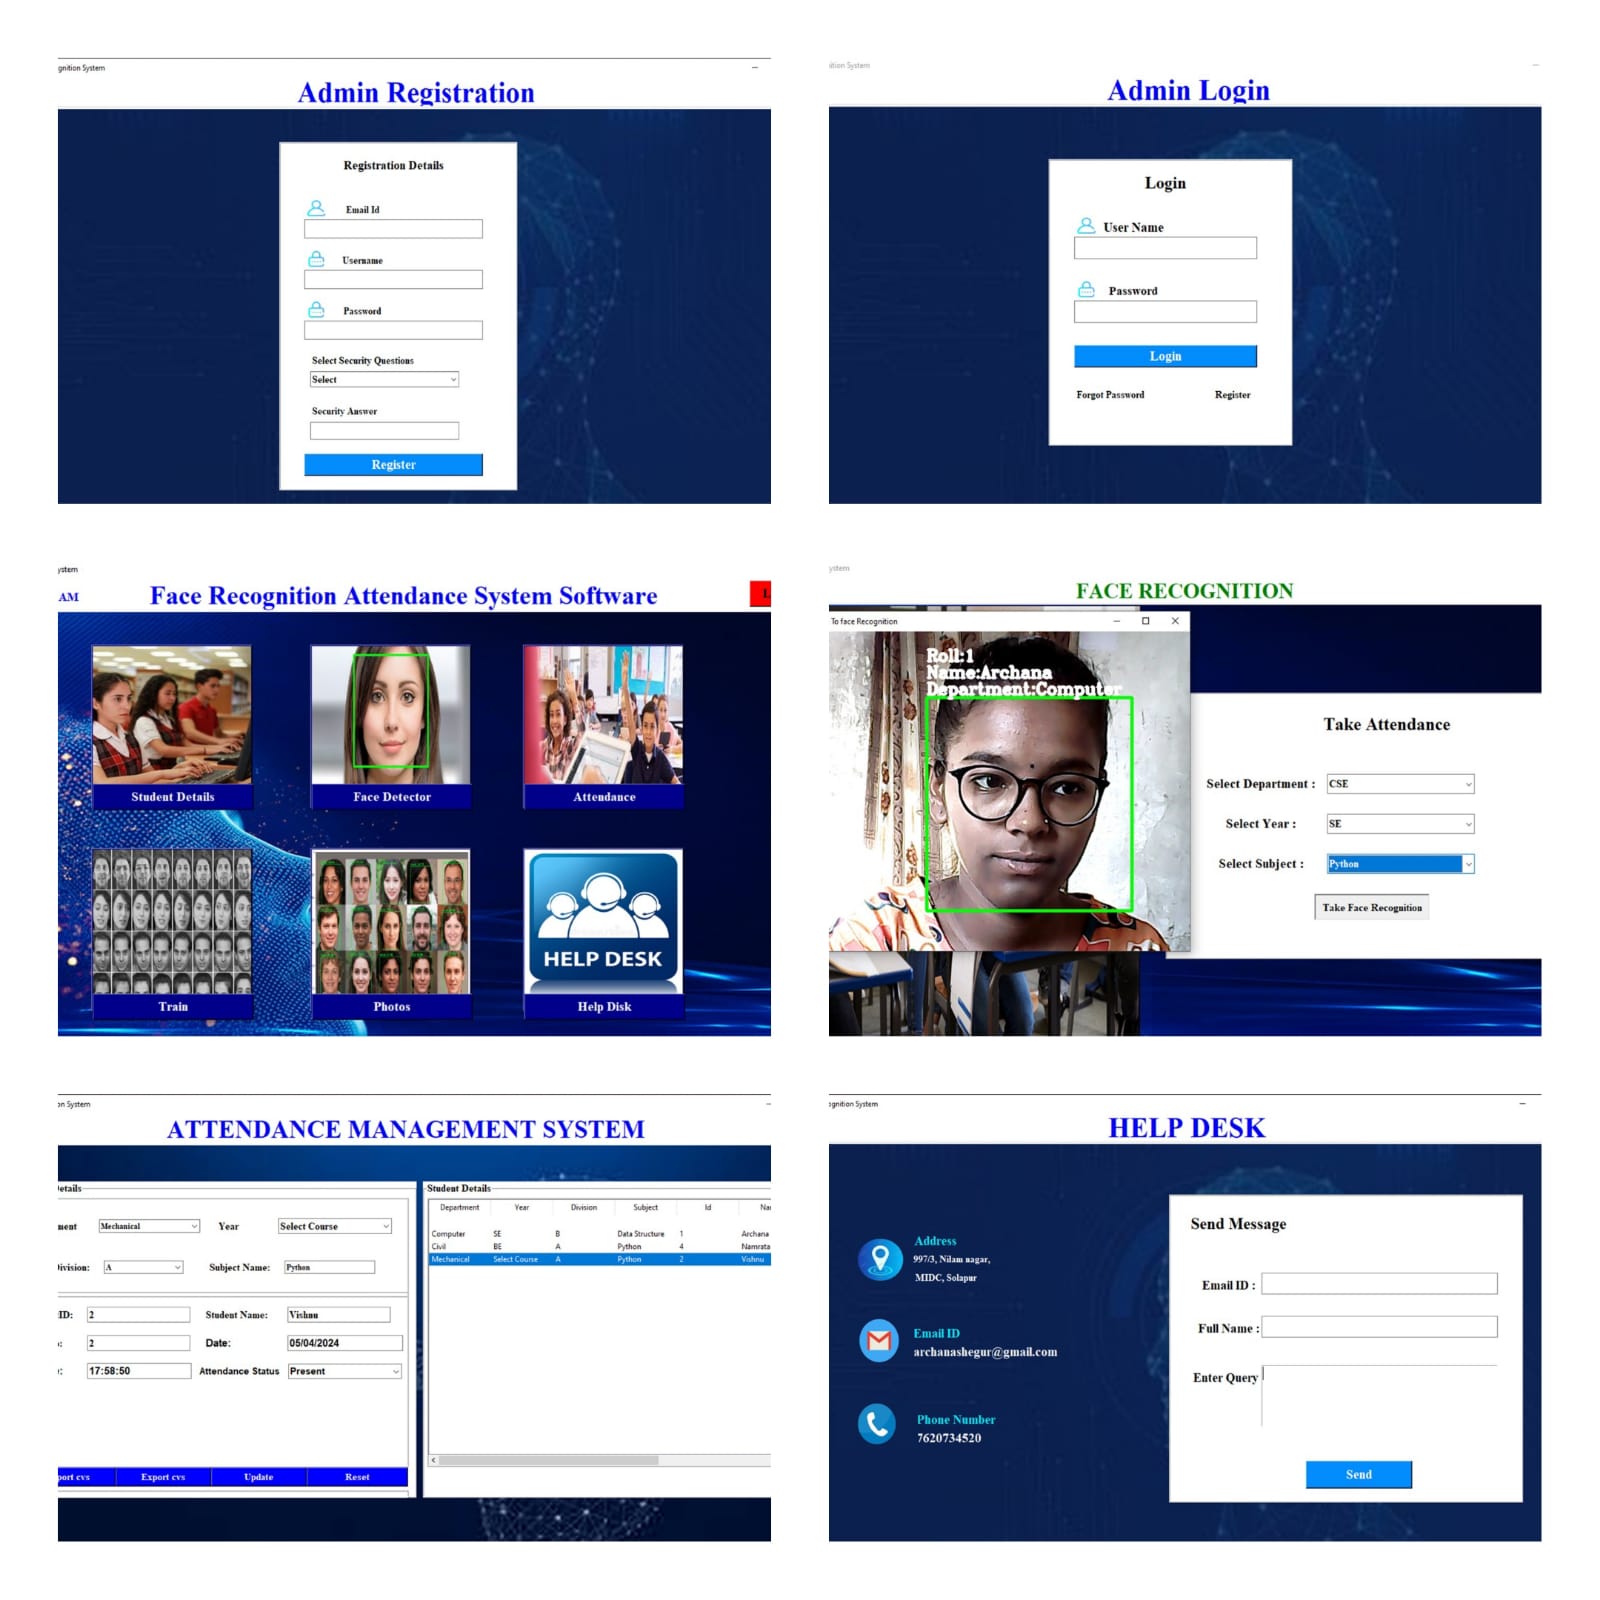 gnition System
Admin Registration
Registration Details
Email Id
Username
Password
Select Security Questions
Select
Security Answer
Register
ition System
Admin Login
Login
User Name
Password
Login
Forgot Password Register
ystem
AM Face Recognition Attendance System Software L
Student Details Face Detector Attendance
HELP DESK
Train Photos Help Disk
ystem
FACE RECOGNITION
To face Recognition
Roll:1
Name:Archana
Department:Computer
Take Attendance
Select Department : CSE
Select Year : SE
Select Subject : Python
Take Face Recognition
on System
ATTENDANCE MANAGEMENT SYSTEM
etails
ment Mechanical Year Select Course
ivision: A Subject Name: Python
ID: 2 Student Name: Vishnu
: 2 Date: 05/04/2024
: 17:58:50 Attendance Status Present
port cvs Export cvs Update Reset
Student Details
Department Year Division Subject Id Na
Computer SE B Data Structure 1 Archana
Civil BE A Python 4 Namrata
Mechanical Select Course A Python 2 Vishnu
ognition System
HELP DESK
Address
997/3, Nilam nagar,
MIDC, Solapur
Email ID
archanashegur@gmail.com
Phone Number
7620734520
Send Message
Email ID :
Full Name :
Enter Query
Send